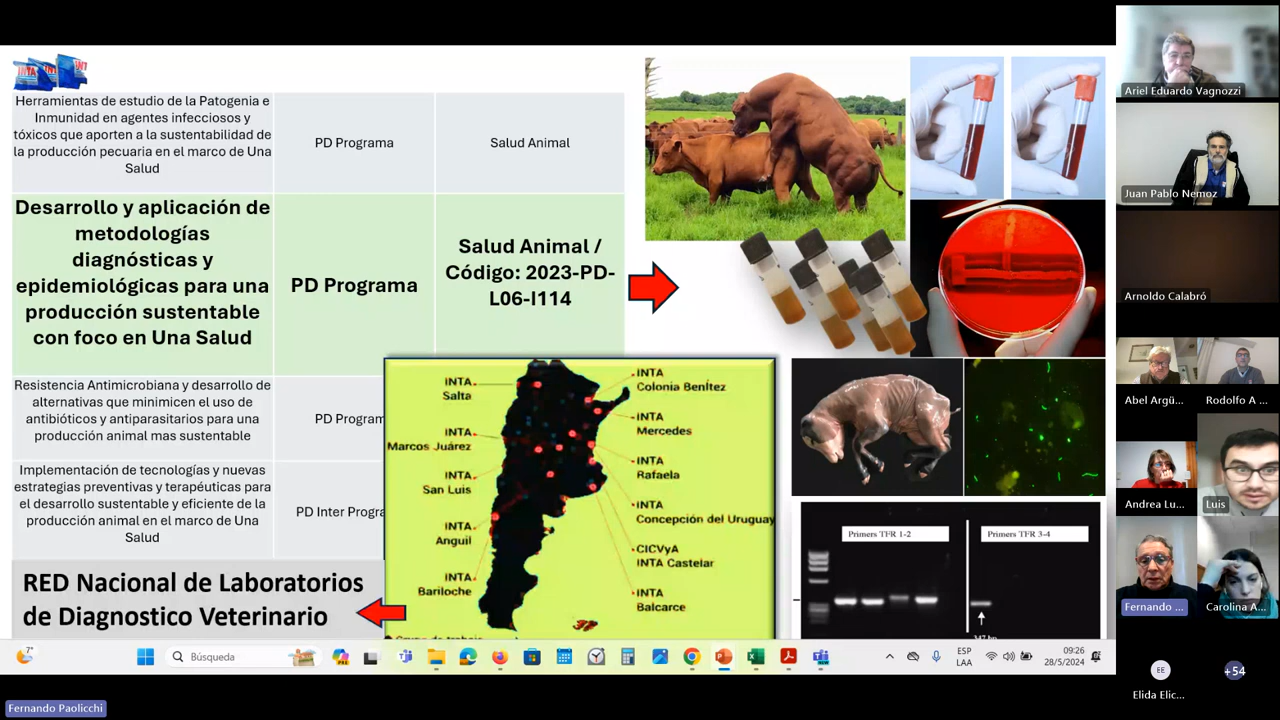 INTA
Herramientas de estudio de la Patogenia e
Inmunidad en agentes infecciosos y
tóxicos que aporten a la sustentabilidad de
la producción pecuaria en el marco de Una
Salud
PD Programa
Salud Animal
Desarrollo y aplicación de
metodologías
diagnósticas y
epidemiológicas para una
producción sustentable
con foco en Una Salud
PD Programa
Salud Animal /
Código: 2023-PD-
L06-I114
Resistencia Antimicrobiana y desarrollo de
alternativas que minimicen el uso de
antibióticos y antiparasitarios para una
producción animal mas sustentable
PD Program
Implementación de tecnologías y nuevas
estrategias preventivas y terapéuticas para
el desarrollo sustentable y eficiente de la
producción animal en el marco de Una
Salud
PD Inter Progra
RED Nacional de Laboratorios
de Diagnostico Veterinario
INTA
Salta
INTA
Marcos Juárez
INTA
San Luis
INTA
Anguil
INTA
Bariloche
INTA
Colonia Benítez
INTA
Mercedes
INTA
Rafaela
INTA
Concepción del Uruguay
CICVyA
INTA Castelar
INTA
Balcarce
Primers TFR 1-2
Primers TFR 3-4
7°
Búsqueda
ESP
LAA
09:26
28/5/2024
Fernando Paolicchi
Ariel Eduardo Vagnozzi
Juan Pablo Nemoz
Arnoldo Calabró
Abel Argü...
Rodolfo A ...
Andrea Lu...
Luis
Fernando ...
Carolina A...
EE
Elida Elic...
+54